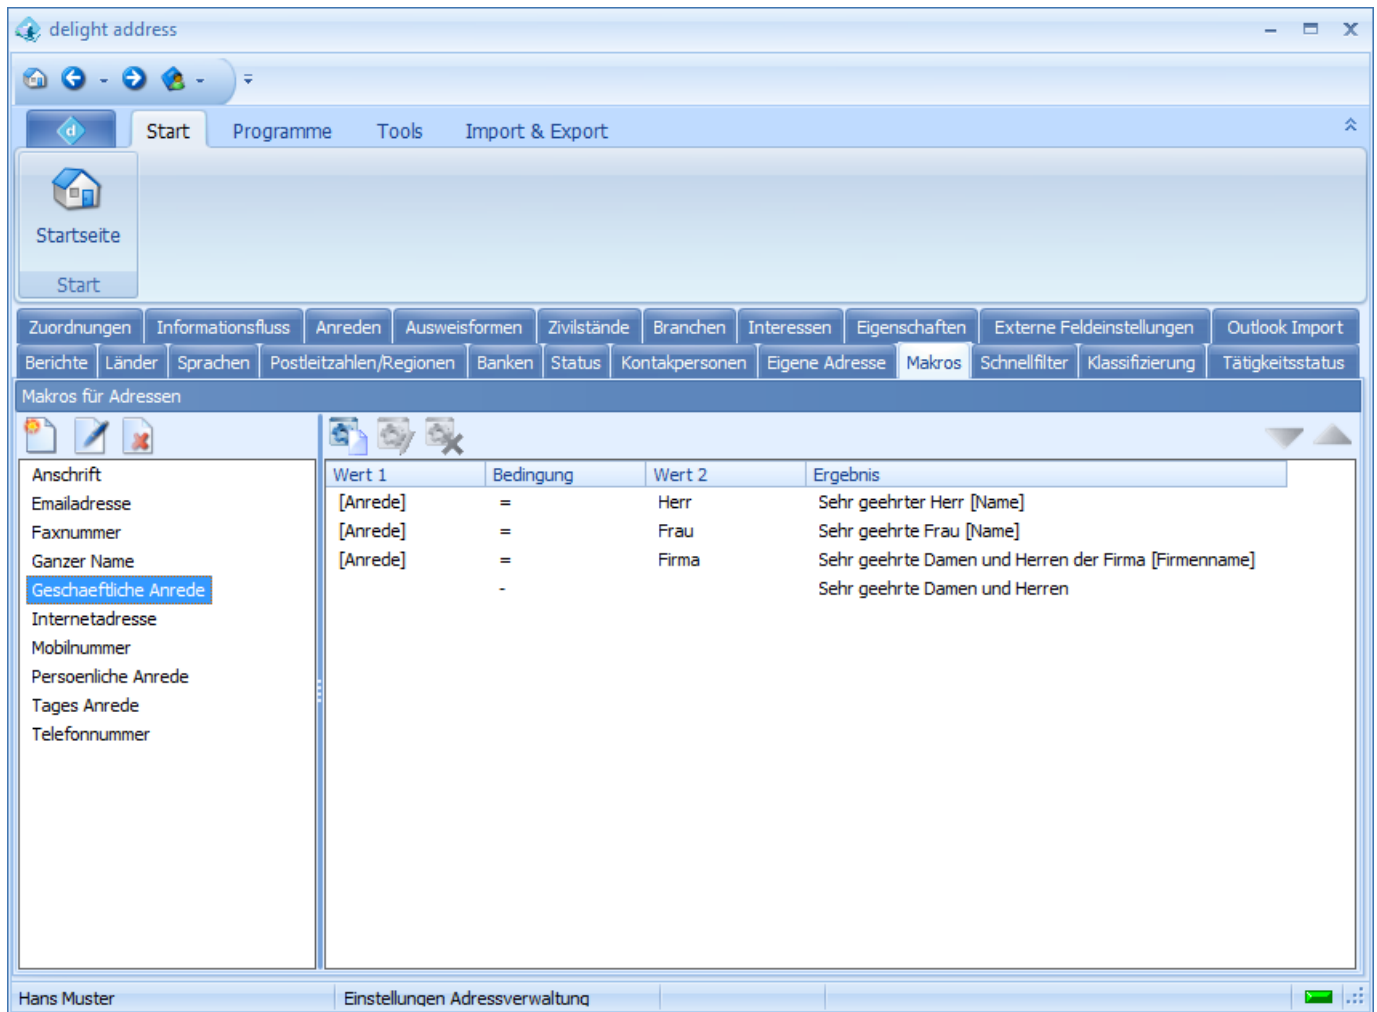 delight address
Start Programme Tools Import & Export
Startseite
Start
Zuordnungen Informationsfluss Anreden Ausweisformen Zivilstände Branchen Interessen Eigenschaften Externe Feldeinstellungen Outlook Import
Berichte Länder Sprachen Postleitzahlen/Regionen Banken Status Kontakpersonen Eigene Adresse Makros Schnellfilter Klassifizierung Tätigkeitsstatus
Makros für Adressen
Anschrift
Emailadresse
Faxnummer
Ganzer Name
Geschaeftliche Anrede
Internetadresse
Mobilnummer
Persoenliche Anrede
Tages Anrede
Telefonnummer
Wert 1 Bedingung Wert 2 Ergebnis
[Anrede] = Herr Sehr geehrter Herr [Name]
[Anrede] = Frau Sehr geehrte Frau [Name]
[Anrede] = Firma Sehr geehrte Damen und Herren der Firma [Firmenname]
- Sehr geehrte Damen und Herren
Hans Muster Einstellungen Adressverwaltung